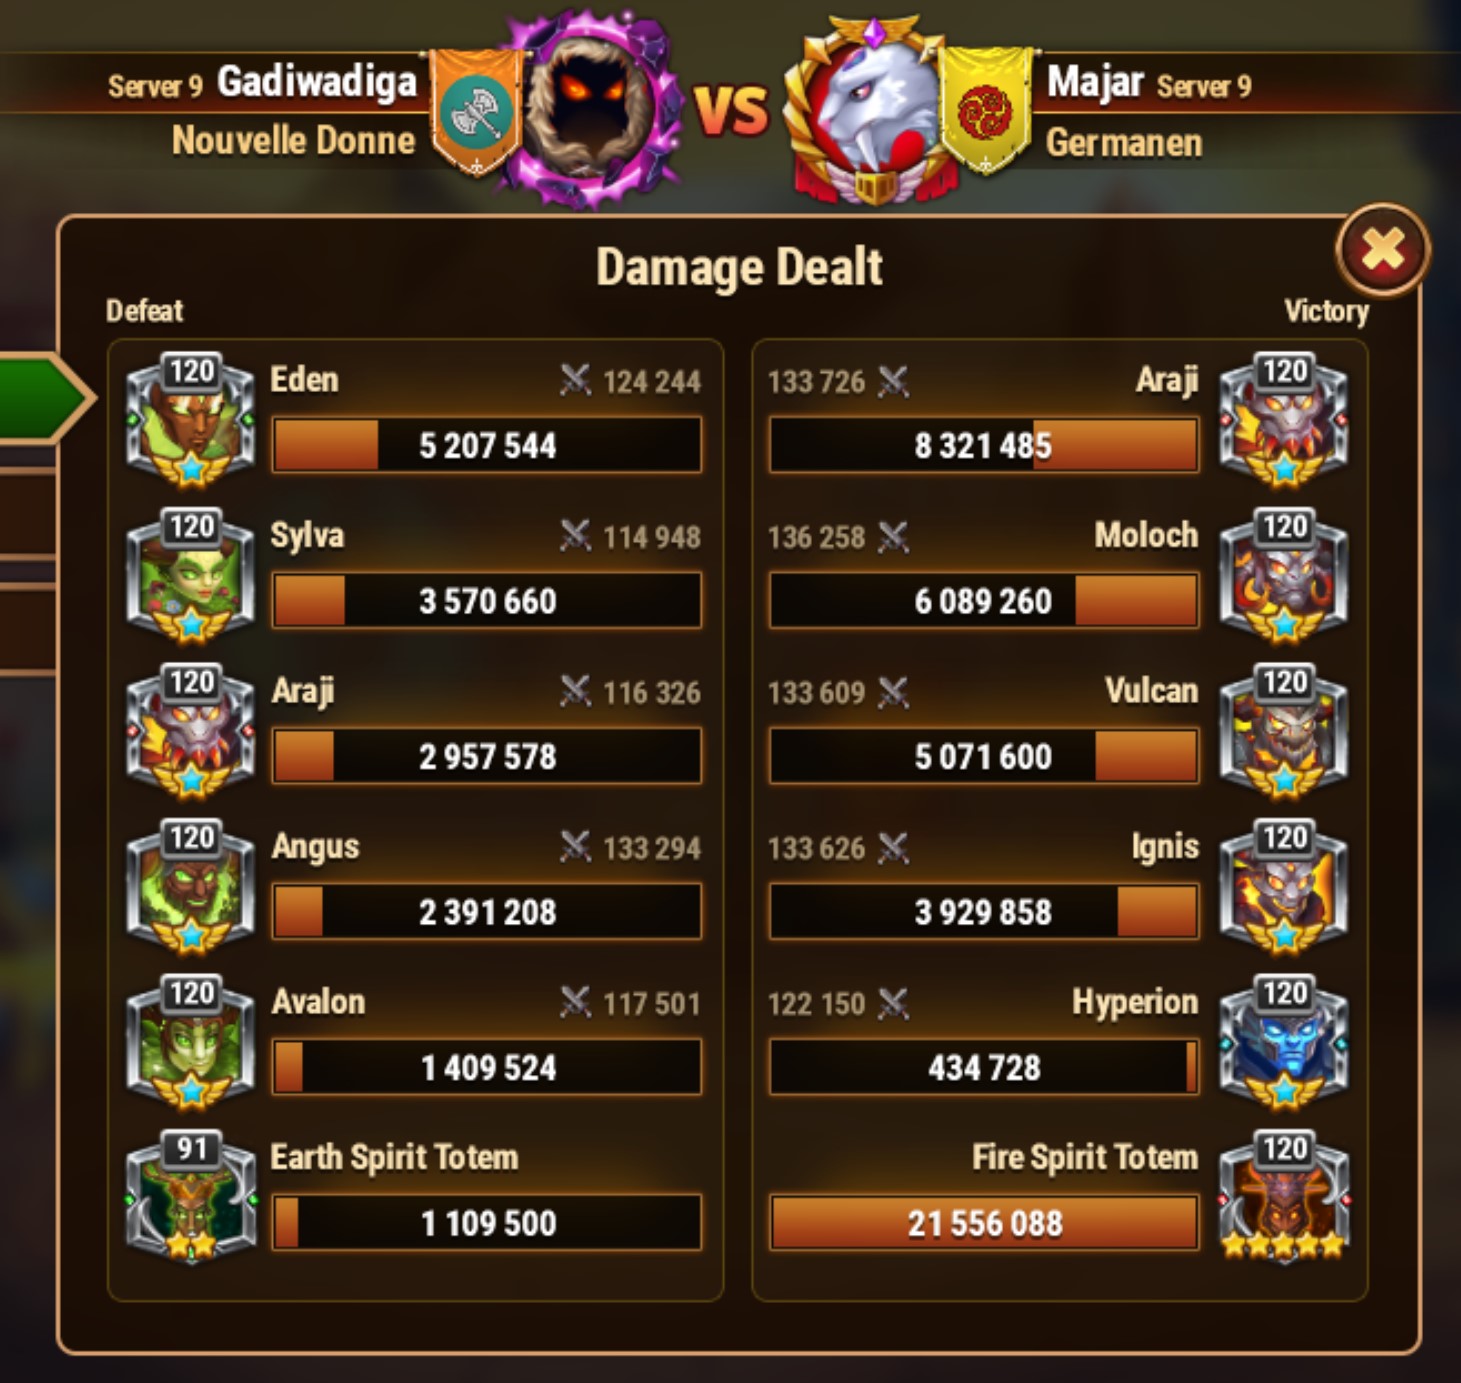 Server 9 Gadiwadiga VS Majar Server 9
Nouvelle Donne Germanen
Damage Dealt
Defeat Victory
120 Eden 124 244
5 207 544
120 Sylva 114 948
3 570 660
120 Araji 116 326
2 957 578
120 Angus 133 294
2 391 208
120 Avalon 117 501
1 409 524
91 Earth Spirit Totem
1 109 500
133 726 Araji 120
8 321 485
136 258 Moloch 120
6 089 260
133 609 Vulcan 120
5 071 600
133 626 Ignis 120
3 929 858
122 150 Hyperion 120
434 728
Fire Spirit Totem 120
21 556 088